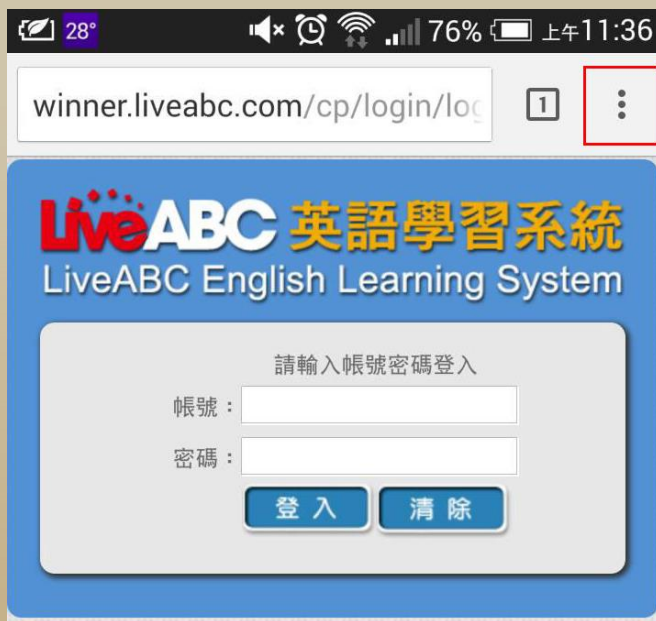 28° 76% 上午11:36
winner.liveabc.com/cp/login/log 1
LiveABC 英語學習系統
LiveABC English Learning System
請輸入帳號密碼登入
帳號：
密碼：
登入 清除